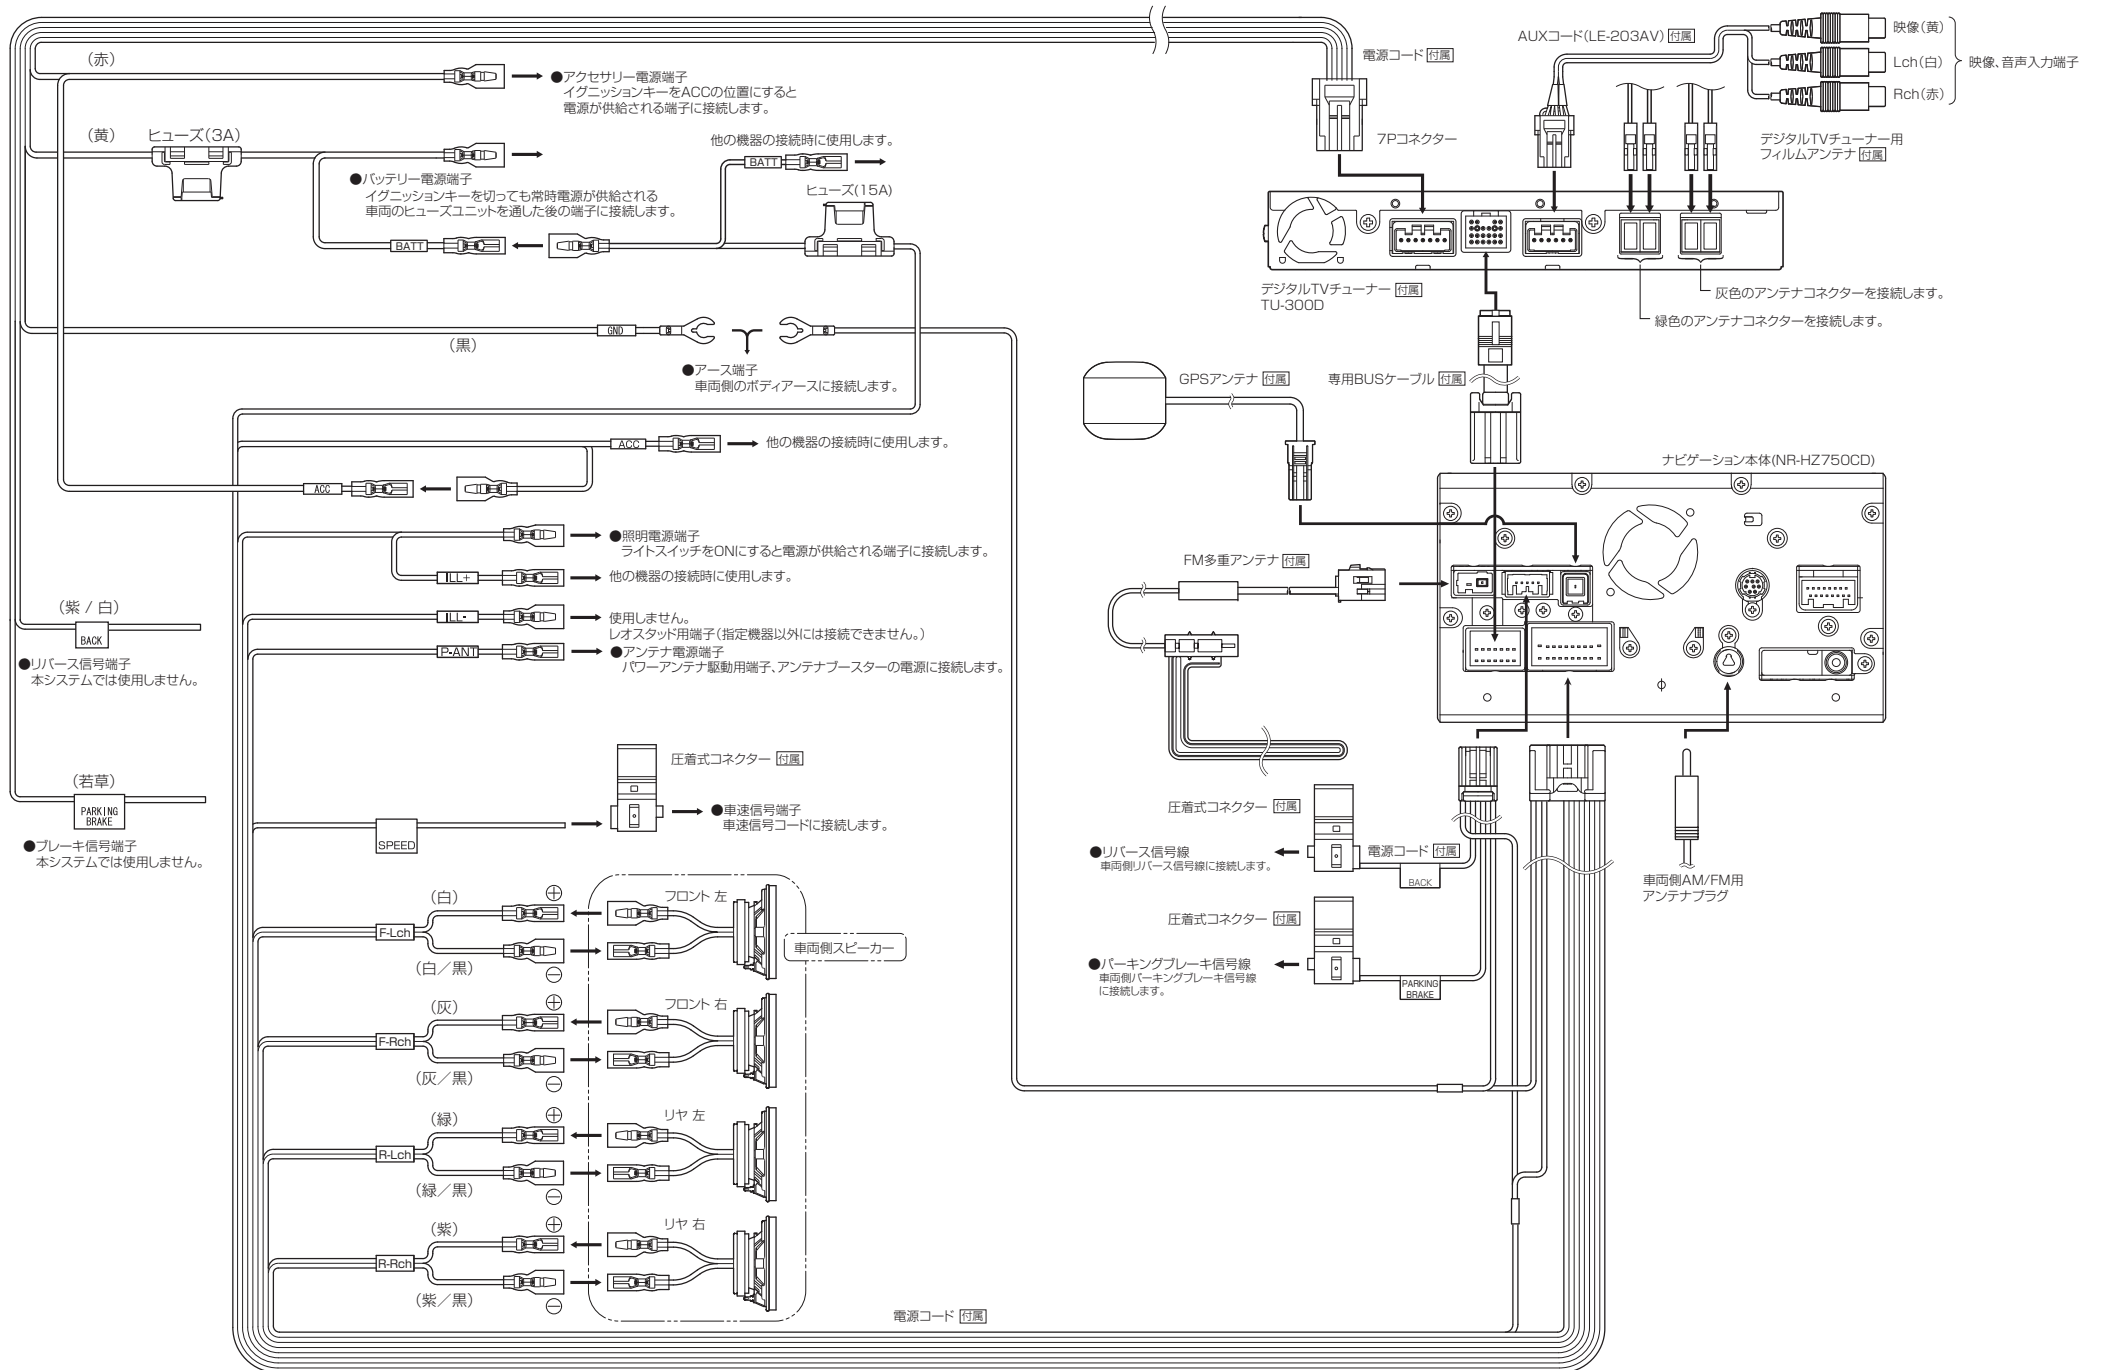 (赤)
●アクセサリー電源端子
イグニッションキーをACCの位置にすると
電源が供給される端子に接続します。
(黄)
ヒューズ(3A)
●バッテリー電源端子
イグニッションキーを切っても常時電源が供給される
車両のヒューズユニットを通した後の端子に接続します。
他の機器の接続時に使用します。
BATT
ヒューズ(15A)
BATT
GND
(黒)
●アース端子
車両側のボディアースに接続します。
ACC
他の機器の接続時に使用します。
ACC
●照明電源端子
ライトスイッチをONにすると電源が供給される端子に接続します。
ILL+
他の機器の接続時に使用します。
ILL-
使用しません。
レオスタッド用端子(指定機器以外には接続できません。)
P-ANT
●アンテナ電源端子
パワーアンテナ駆動用端子、アンテナブースターの電源に接続します。
(紫 / 白)
BACK
●リバース信号端子
本システムでは使用しません。
(若草)
PARKING
BRAKE
●ブレーキ信号端子
本システムでは使用しません。
圧着式コネクター 付属
●車速信号端子
車速信号コードに接続します。
SPEED
(白)
⊕
フロント 左
F-Lch
車両側スピーカー
(白/黒)
⊖
(灰)
⊕
フロント 右
F-Rch
(灰/黒)
⊖
(緑)
⊕
リヤ 左
R-Lch
(緑/黒)
⊖
(紫)
⊕
リヤ 右
R-Rch
(紫/黒)
⊖
電源コード 付属
電源コード 付属
7Pコネクター
AUXコード(LE-203AV) 付属
映像(黄)
Lch(白)
Rch(赤)
映像、音声入力端子
デジタルTVチューナー用
フィルムアンテナ 付属
デジタルTVチューナー 付属
TU-300D
灰色のアンテナコネクターを接続します。
緑色のアンテナコネクターを接続します。
GPSアンテナ 付属
専用BUSケーブル 付属
ナビゲーション本体(NR-HZ750CD)
FM多重アンテナ 付属
圧着式コネクター 付属
●リバース信号線
車両側リバース信号線に接続します。
電源コード 付属
BACK
圧着式コネクター 付属
●パーキングブレーキ信号線
車両側パーキングブレーキ信号線
に接続します。
PARKING
BRAKE
車両側AM/FM用
アンテナプラグ